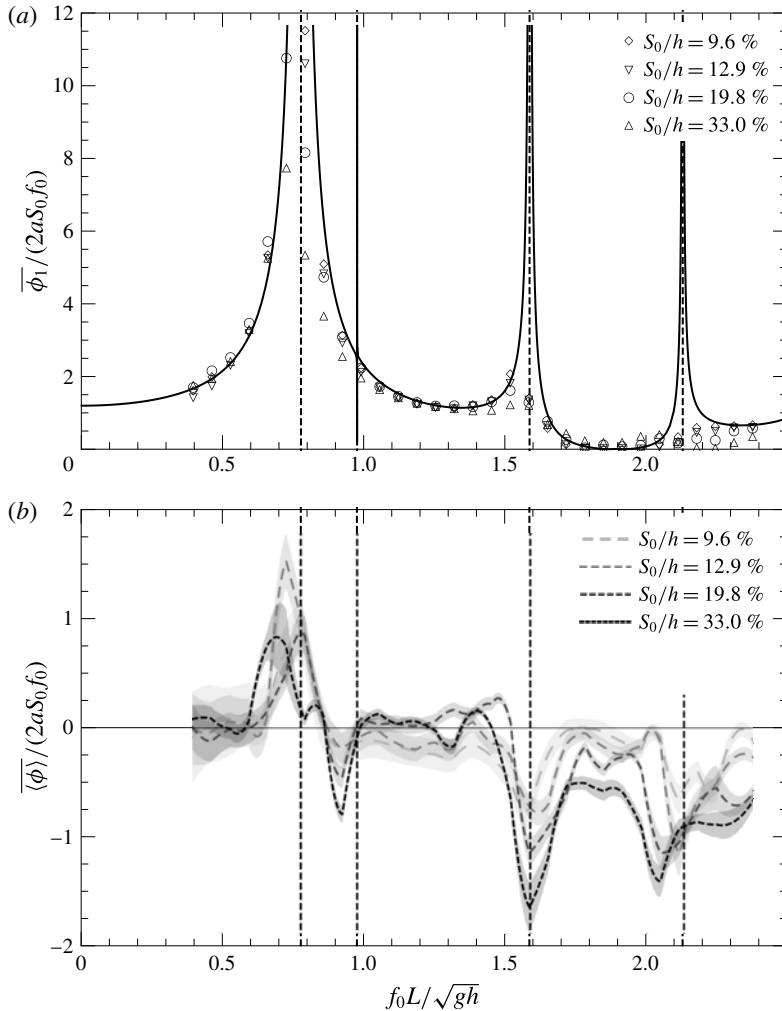 (a)
12
10
8
6
4
2
0
0.5
1.0
1.5
2.0
S₀/h = 9.6 %
S₀/h = 12.9 %
S₀/h = 19.8 %
S₀/h = 33.0 %
\overline{ϕ₁}/(2aS₀f₀)
(b)
2
1
0
−1
−2
0
0.5
1.0
1.5
2.0
S₀/h = 9.6 %
S₀/h = 12.9 %
S₀/h = 19.8 %
S₀/h = 33.0 %
\overline{⟨ϕ⟩}/(2aS₀f₀)
f₀L/√gh